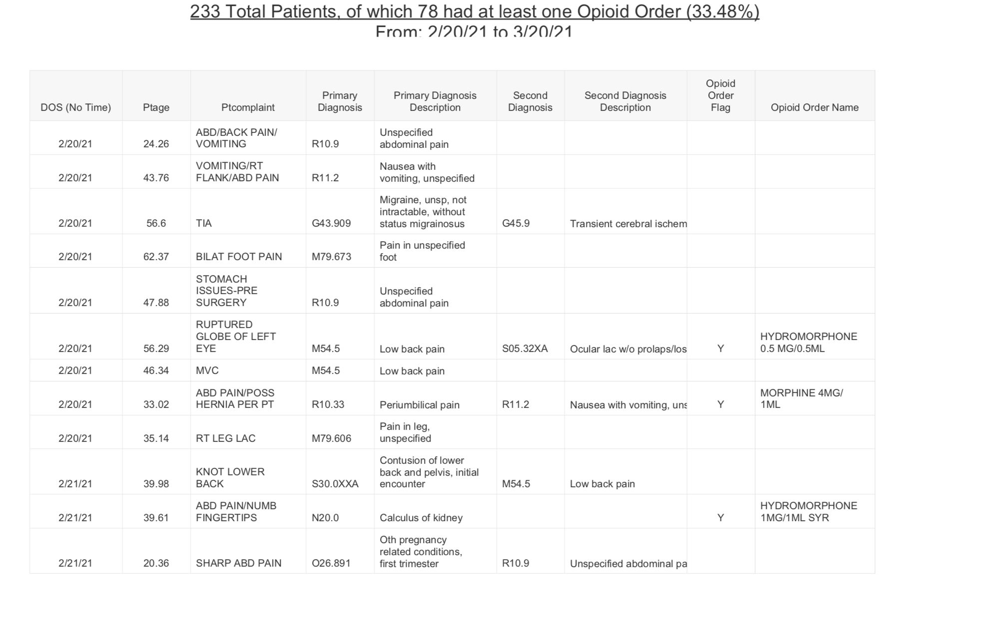 233 Total Patients, of which 78 had at least one Opioid Order (33.48%)
From: 2/20/21 to 3/20/21
DOS (No Time) Ptage Ptcomplaint Primary Diagnosis Primary Diagnosis Description Second Diagnosis Second Diagnosis Description Opioid Order Flag Opioid Order Name
2/20/21 24.26 ABD/BACK PAIN/ VOMITING R10.9 Unspecified abdominal pain
2/20/21 43.76 VOMITING/RT FLANK/ABD PAIN R11.2 Nausea with vomiting, unspecified
2/20/21 56.6 TIA G43.909 Migraine, unsp, not intractable, without status migrainosus G45.9 Transient cerebral ischem
2/20/21 62.37 BILAT FOOT PAIN M79.673 Pain in unspecified foot
2/20/21 47.88 STOMACH ISSUES-PRE SURGERY R10.9 Unspecified abdominal pain
2/20/21 56.29 RUPTURED GLOBE OF LEFT EYE M54.5 Low back pain S05.32XA Ocular lac w/o prolaps/los Y HYDROMORPHONE 0.5 MG/0.5ML
2/20/21 46.34 MVC M54.5 Low back pain
2/20/21 33.02 ABD PAIN/POSS HERNIA PER PT R10.33 Periumbilical pain R11.2 Nausea with vomiting, uns Y MORPHINE 4MG/ 1ML
2/20/21 35.14 RT LEG LAC M79.606 Pain in leg, unspecified
2/21/21 39.98 KNOT LOWER BACK S30.0XXA Contusion of lower back and pelvis, initial encounter M54.5 Low back pain
2/21/21 39.61 ABD PAIN/NUMB FINGERTIPS N20.0 Calculus of kidney Y HYDROMORPHONE 1MG/1ML SYR
2/21/21 20.36 SHARP ABD PAIN O26.891 Oth pregnancy related conditions, first trimester R10.9 Unspecified abdominal pa